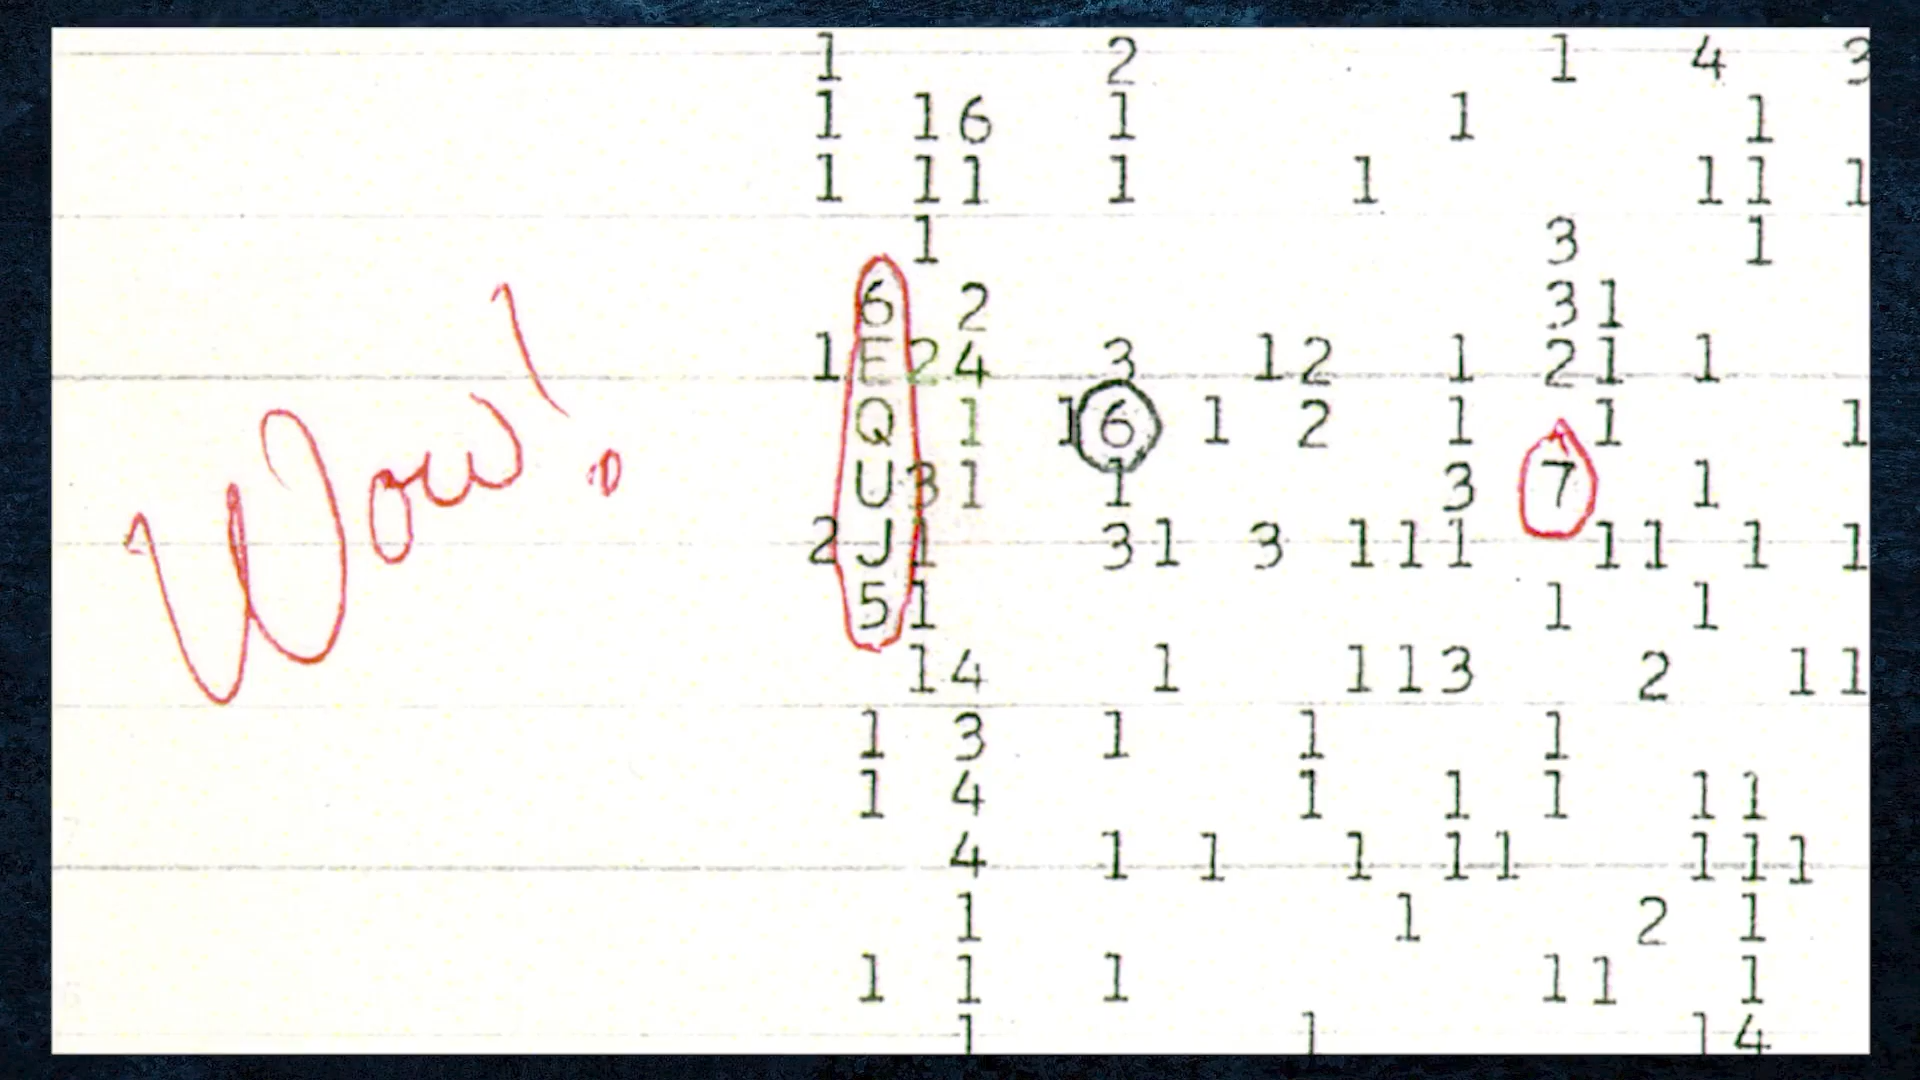 1 2 1 4 3
1 16 1 1 1
1 11 1 1 11 1
1 3 1
6 2 31
1E24 3 12 1 21 1
Q 1 16 1 2 1 1 1
U31 1 3 7 1
2J1 31 3 111 11 1 1
51 1 1
14 1 113 2 11
1 3 1 1 1
1 4 1 1 1 11
4 1 1 1 11 111
1 1 2 1
1 1 1 11 1
1 1 14
Wow!